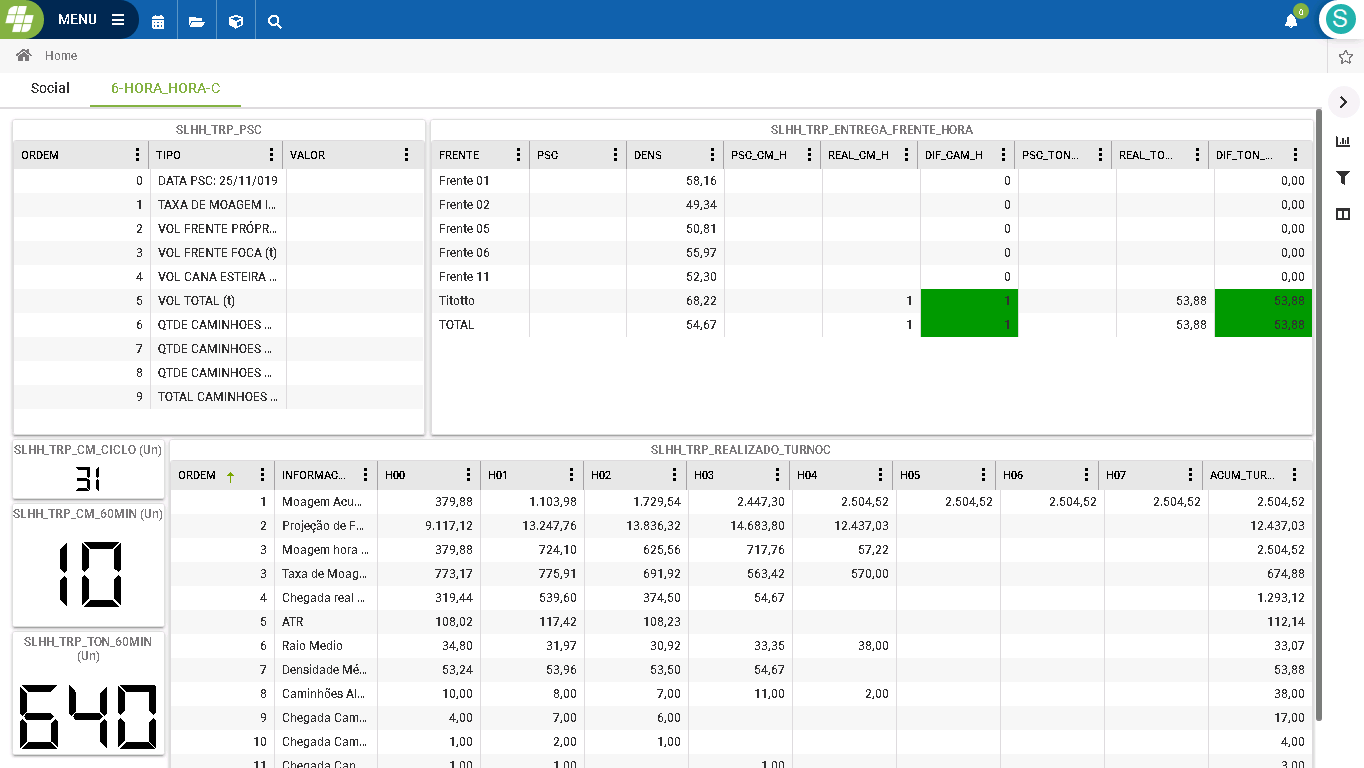 MENU
0
S
Home
Social 6-HORA_HORA-C
SLHH_TRP_PSC
ORDEM TIPO VALOR
0 DATA PSC: 25/11/019
1 TAXA DE MOAGEM I...
2 VOL FRENTE PRÓPR...
3 VOL FRENTE FOCA (t)
4 VOL CANA ESTEIRA ...
5 VOL TOTAL (t)
6 QTDE CAMINHOES ...
7 QTDE CAMINHOES ...
8 QTDE CAMINHOES ...
9 TOTAL CAMINHOES ...
SLHH_TRP_ENTREGA_FRENTE_HORA
FRENTE PSC DENS PSC_CM_H REAL_CM_H DIF_CAM_H PSC_TON... REAL_TO... DIF_TON_...
Frente 01 58,16 0 0,00
Frente 02 49,34 0 0,00
Frente 05 50,81 0 0,00
Frente 06 55,97 0 0,00
Frente 11 52,30 0 0,00
Titotto 68,22 1 1 53,88 53,88
TOTAL 54,67 1 1 53,88 53,88
SLHH_TRP_CM_CICLO (Un)
31
SLHH_TRP_CM_60MIN (Un)
10
SLHH_TRP_TON_60MIN
(Un)
640
SLHH_TRP_REALIZADO_TURNOC
ORDEM INFORMAC... H00 H01 H02 H03 H04 H05 H06 H07 ACUM_TUR...
1 Moagem Acu... 379,88 1.103,98 1.729,54 2.447,30 2.504,52 2.504,52 2.504,52 2.504,52 2.504,52
2 Projeção de F... 9.117,12 13.247,76 13.836,32 14.683,80 12.437,03 12.437,03
3 Moagem hora ... 379,88 724,10 625,56 717,76 57,22 2.504,52
3 Taxa de Moag... 773,17 775,91 691,92 563,42 570,00 674,88
4 Chegada real ... 319,44 539,60 374,50 54,67 1.293,12
5 ATR 108,02 117,42 108,23 112,14
6 Raio Medio 34,80 31,97 30,92 33,35 38,00 33,07
7 Densidade Mé... 53,24 53,96 53,50 54,67 53,88
8 Caminhões Al... 10,00 8,00 7,00 11,00 2,00 38,00
9 Chegada Cam... 4,00 7,00 6,00 17,00
10 Chegada Cam... 1,00 2,00 1,00 4,00
11 Chegada Can... 1,00 1,00 1,00 3,00